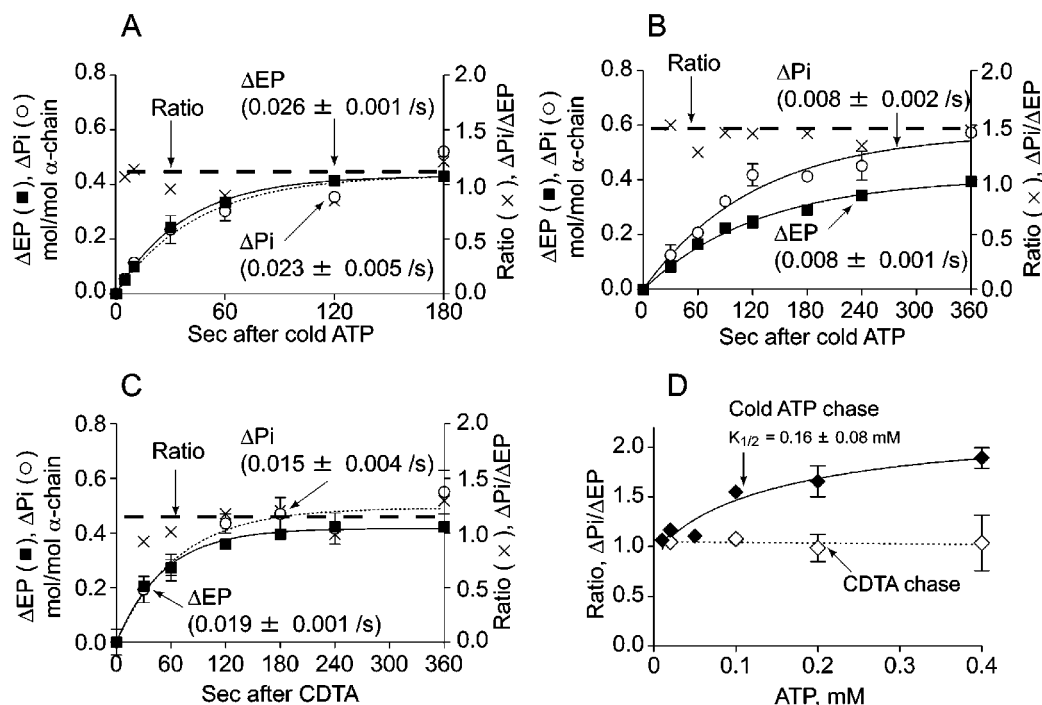 A
ΔEP
(0.026 ± 0.001 /s)
Ratio
ΔPi
(0.023 ± 0.005/s)
ΔEP (■), ΔPi (○)
mol/mol α-chain
0.8
0.6
0.4
0.2
0.0
2.0
1.5
1.0
0.5
0.0
Ratio (×), ΔPi/ΔEP
0 60 120 180
Sec after cold ATP
B
Ratio
ΔPi
(0.008 ± 0.002 /s)
ΔEP
(0.008 ± 0.001 /s)
ΔEP (■), ΔPi (○)
mol/mol α-chain
0.8
0.6
0.4
0.2
0.0
2.0
1.5
1.0
0.5
0.0
Ratio (×), ΔPi/ΔEP
0 60 120 180 240 300 360
Sec after cold ATP
C
Ratio
ΔPi
(0.015 ± 0.004 /s)
ΔEP
(0.019 ± 0.001 /s)
ΔEP (■), ΔPi (○)
mol/mol α-chain
0.8
0.6
0.4
0.2
0.0
2.0
1.5
1.0
0.5
0.0
Ratio (×), ΔPi/ΔEP
0 60 120 180 240 300 360
Sec after CDTA
D
Cold ATP chase
K1/2 = 0.16 ± 0.08 mM
CDTA chase
Ratio, ΔPi/ΔEP
2.0
1.5
1.0
0.5
0.0
0.1 0.2 0.3 0.4
ATP, mM